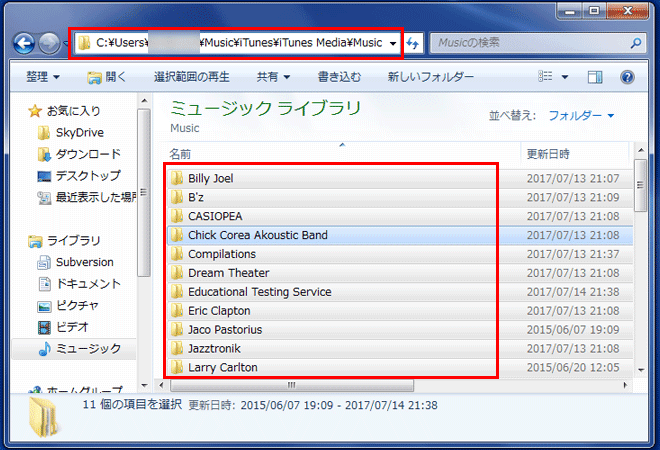 C:¥Users¥ ¥Music¥iTunes¥iTunes Media¥Music
Musicの検索
整理 開く 選択範囲の再生 共有 書き込む 新しいフォルダー
お気に入り
SkyDrive
ダウンロード
デスクトップ
最近表示した場所
ライブラリ
Subversion
ドキュメント
ピクチャ
ビデオ
ミュージック
ホームグループ
ミュージック ライブラリ
Music
並べ替え: フォルダー
名前 更新日時
Billy Joel 2017/07/13 21:07
B'z 2017/07/13 21:09
CASIOPEA 2017/07/13 21:08
Chick Corea Akoustic Band 2017/07/13 21:08
Compilations 2017/07/13 21:37
Dream Theater 2017/07/13 21:08
Educational Testing Service 2017/07/14 21:38
Eric Clapton 2017/07/13 21:08
Jaco Pastorius 2015/06/07 19:09
Jazztronik 2017/07/13 21:08
Larry Carlton 2015/06/20 12:05
11 個の項目を選択 更新日時: 2015/06/07 19:09 - 2017/07/14 21:38